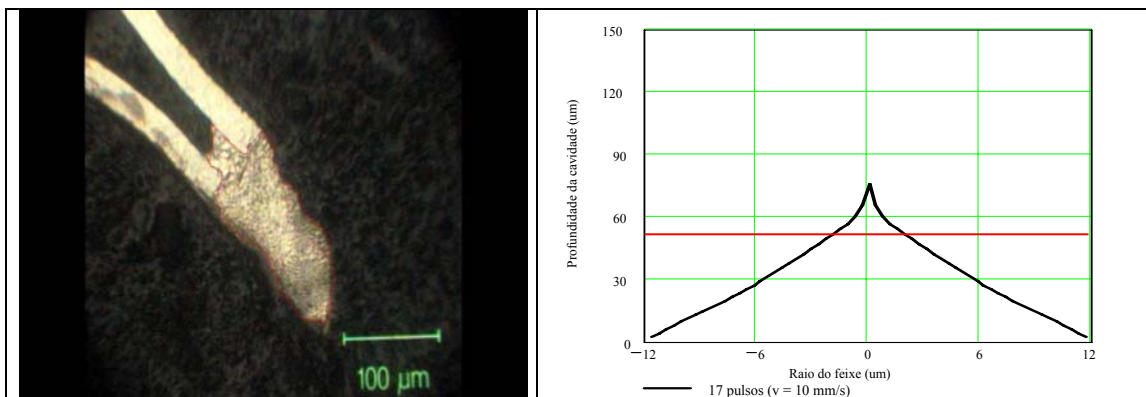 100 µm
150
120
90
60
30
0
Profundidade da cavidade (um)
−12
−6
0
6
12
Raio do feixe (um)
17 pulsos (v = 10 mm/s)